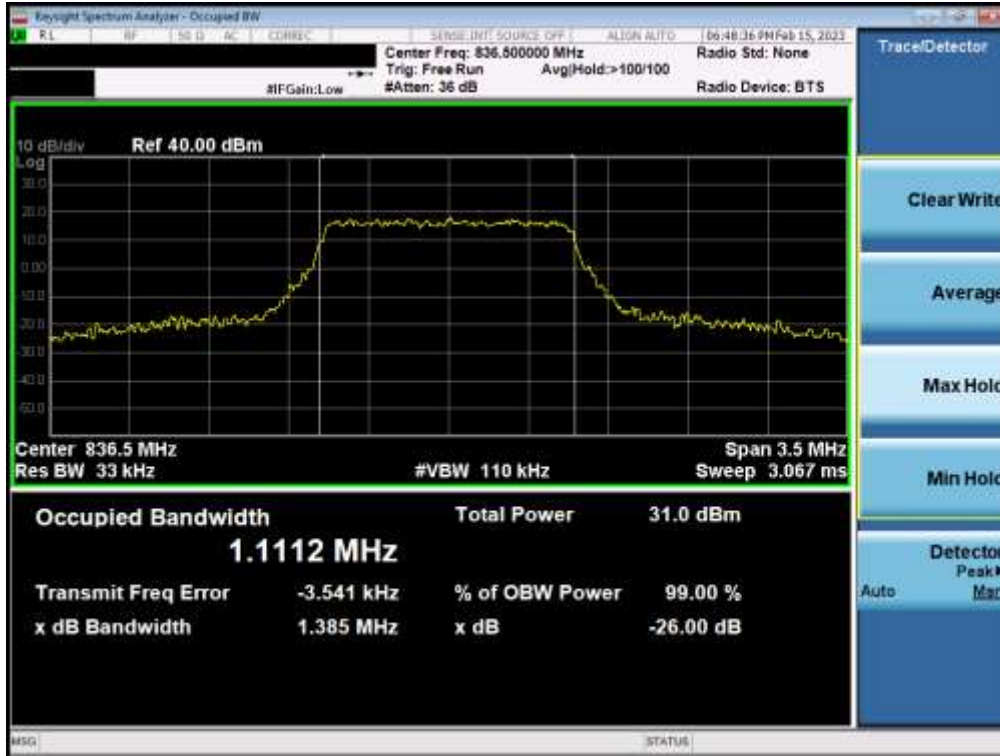 Keysight Spectrum Analyzer - Occupied BW
RL RF 50 Ω AC CORREC SENSE:INT SOURCE OFF ALIGN AUTO 06:48:36 PM Feb 15, 2023
Center Freq: 836.500000 MHz Radio Std: None
Trig: Free Run Avg|Hold:>100/100
#IFGain:Low #Atten: 36 dB Radio Device: BTS
Trace/Detector
10 dB/div Ref 40.00 dBm
Log
30.0
20.0
10.0
0.00
-10.0
-20.0
-30.0
-40.0
-50.0
Center 836.5 MHz Span 3.5 MHz
Res BW 33 kHz #VBW 110 kHz Sweep 3.067 ms
Clear Write
Average
Max Hold
Min Hold
Detector
Peak
Auto Man
Occupied Bandwidth Total Power 31.0 dBm
1.1112 MHz
Transmit Freq Error -3.541 kHz % of OBW Power 99.00 %
x dB Bandwidth 1.385 MHz x dB -26.00 dB
MSG STATUS